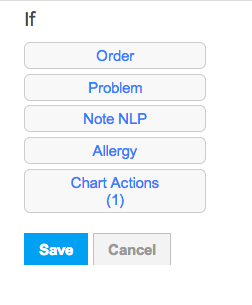 If
Order
Problem
Note NLP
Allergy
Chart Actions
(1)
Save Cancel